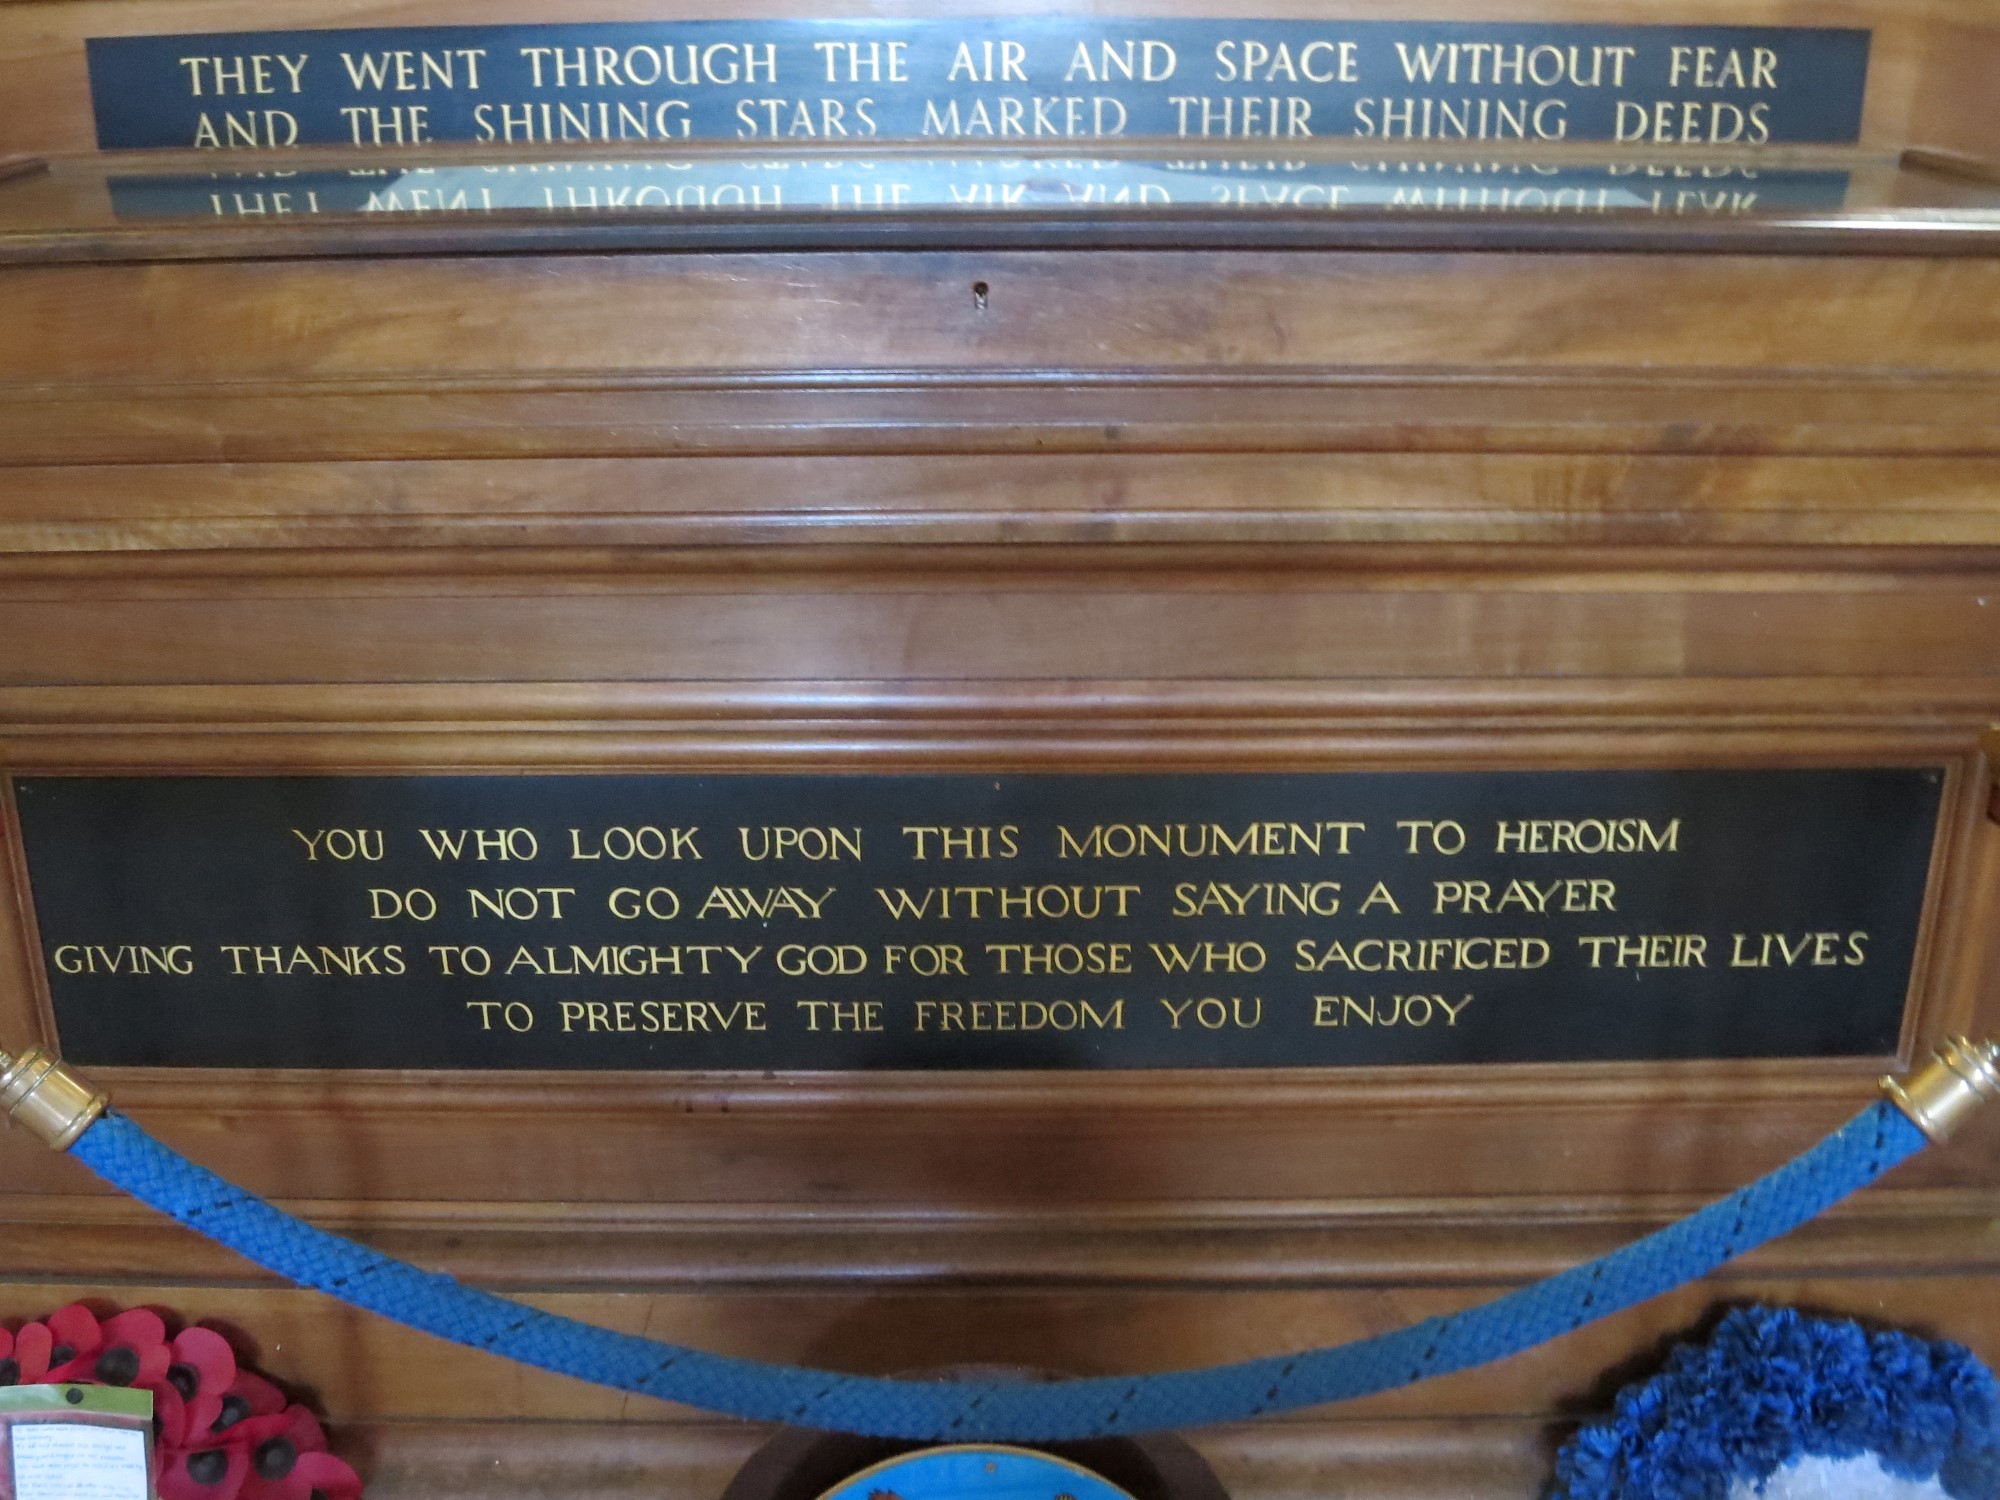 THEY WENT THROUGH THE AIR AND SPACE WITHOUT FEAR
AND THE SHINING STARS MARKED THEIR SHINING DEEDS
YOU WHO LOOK UPON THIS MONUMENT TO HEROISM
DO NOT GO AWAY WITHOUT SAYING A PRAYER
GIVING THANKS TO ALMIGHTY GOD FOR THOSE WHO SACRIFICED THEIR LIVES
TO PRESERVE THE FREEDOM YOU ENJOY